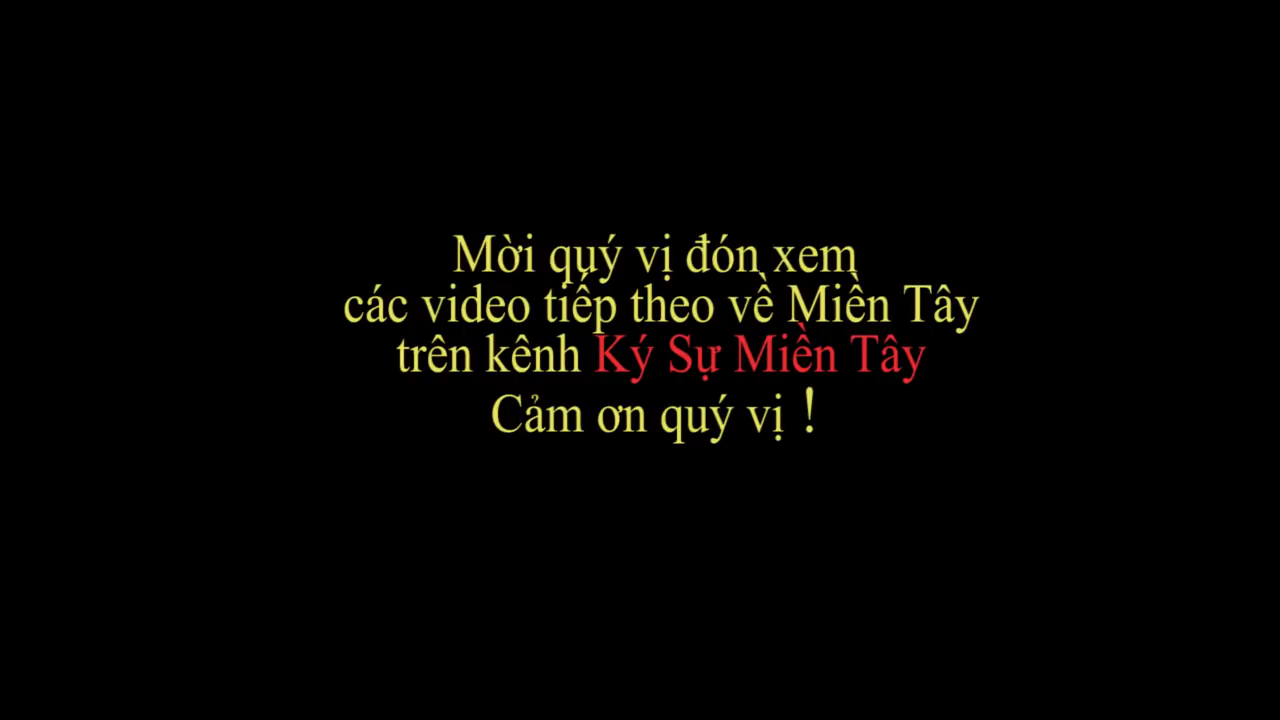 Mời quý vị đón xem
các video tiếp theo về Miền Tây
trên kênh Ký Sự Miền Tây
Cảm ơn quý vị !